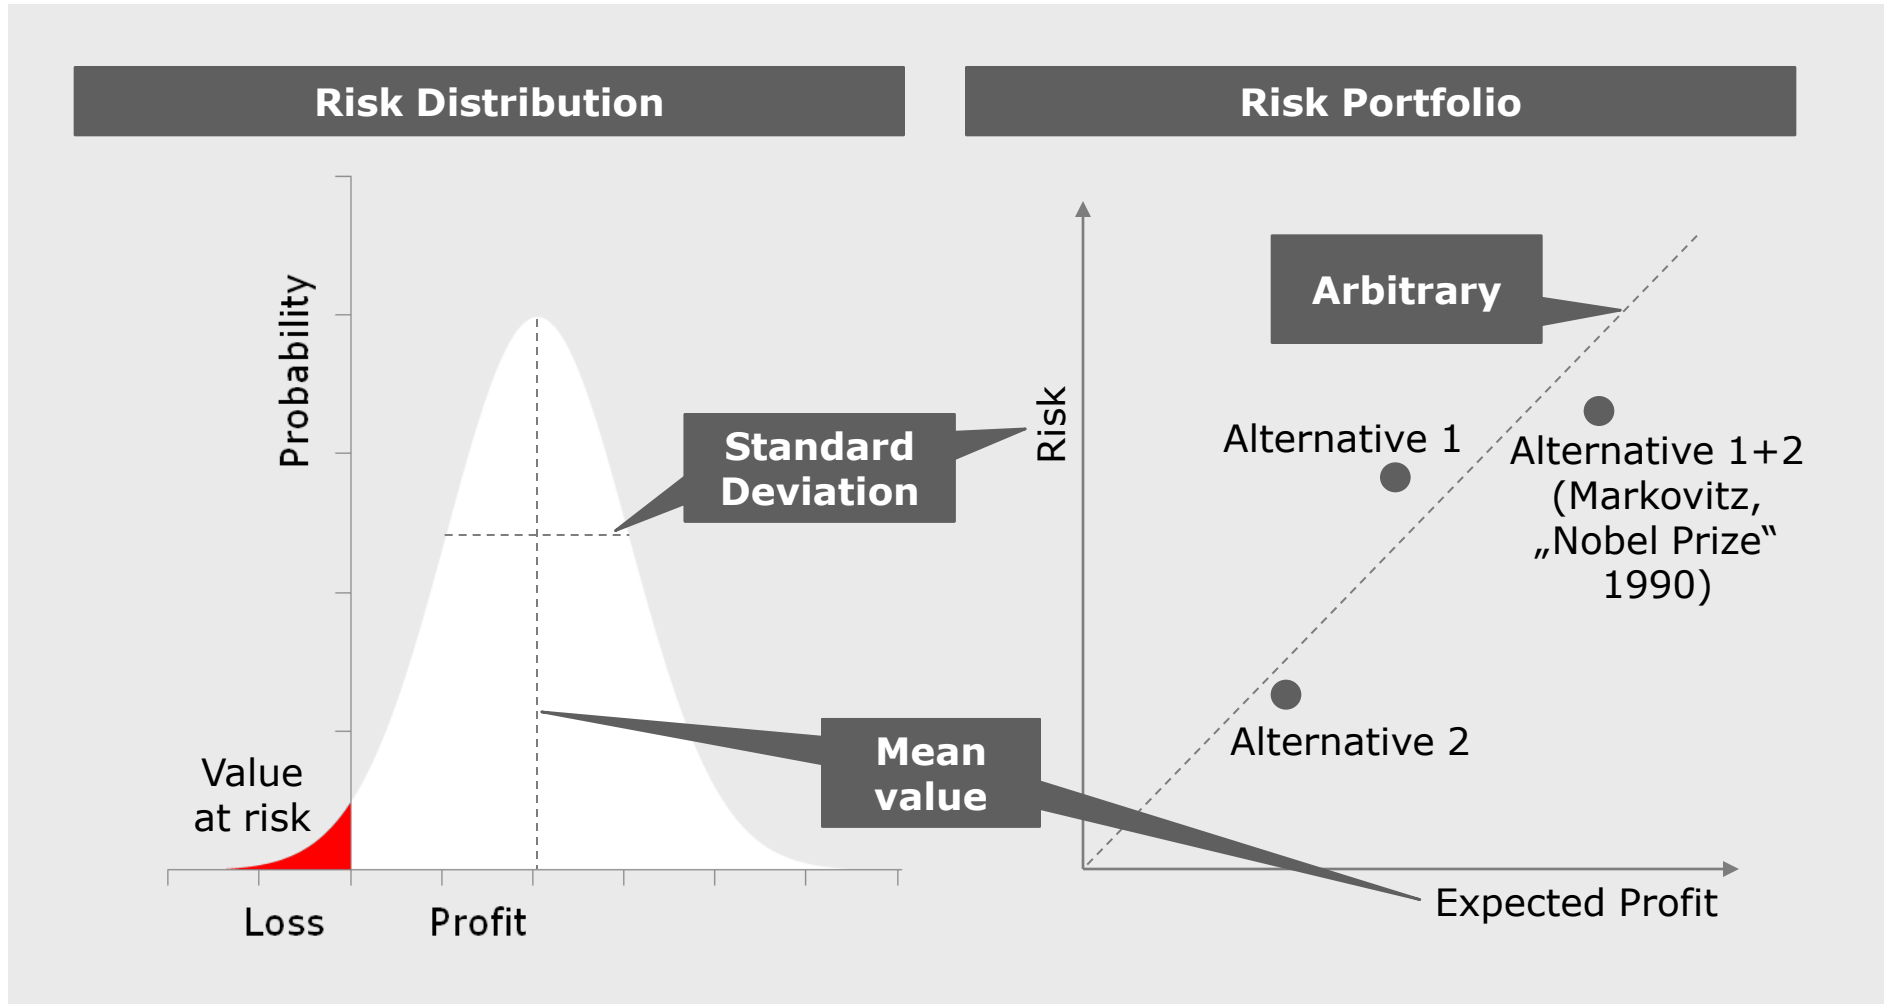 Risk Distribution
Probability
Value
at risk
Loss
Profit
Standard
Deviation
Mean
value
Risk Portfolio
Risk
Arbitrary
Alternative 1
Alternative 1+2
(Markovitz,
„Nobel Prize“
1990)
Alternative 2
Expected Profit